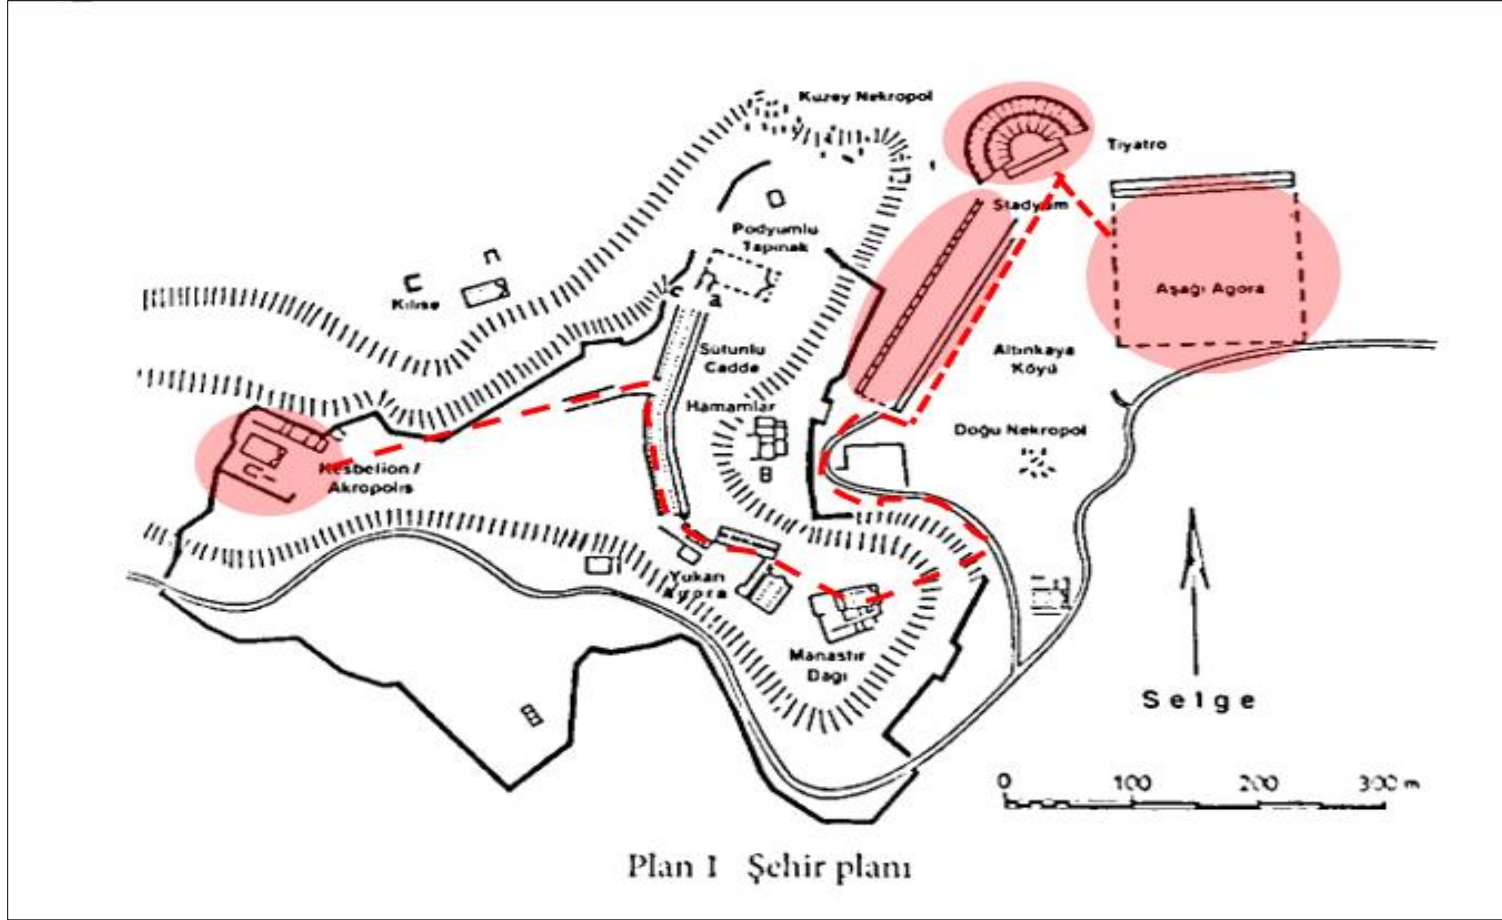 Kuzey Nekropol
Tiyatro
Stadyum
Podyumlu
Tapınak
Kilise
c
a
Aşağı Agora
Sütunlu
Cadde
Altınkaya
Köyü
Hamamlar
Doğu Nekropol
Kesbelion /
Akropolis
Yukarı
Agora
Manastır
Dağı
Selge
0 100 200 300 m
Plan 1 Şehir planı